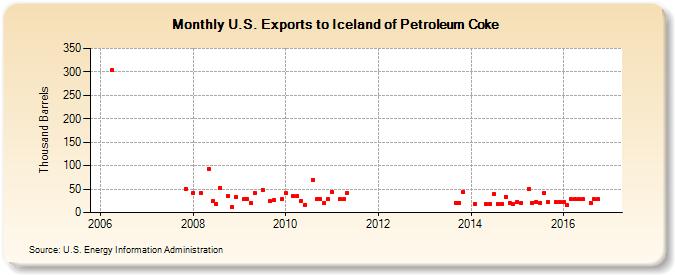 Monthly U.S. Exports to Iceland of Petroleum Coke
Thousand Barrels
350
300
250
200
150
100
50
0
2006 2008 2010 2012 2014 2016
Source: U.S. Energy Information Administration